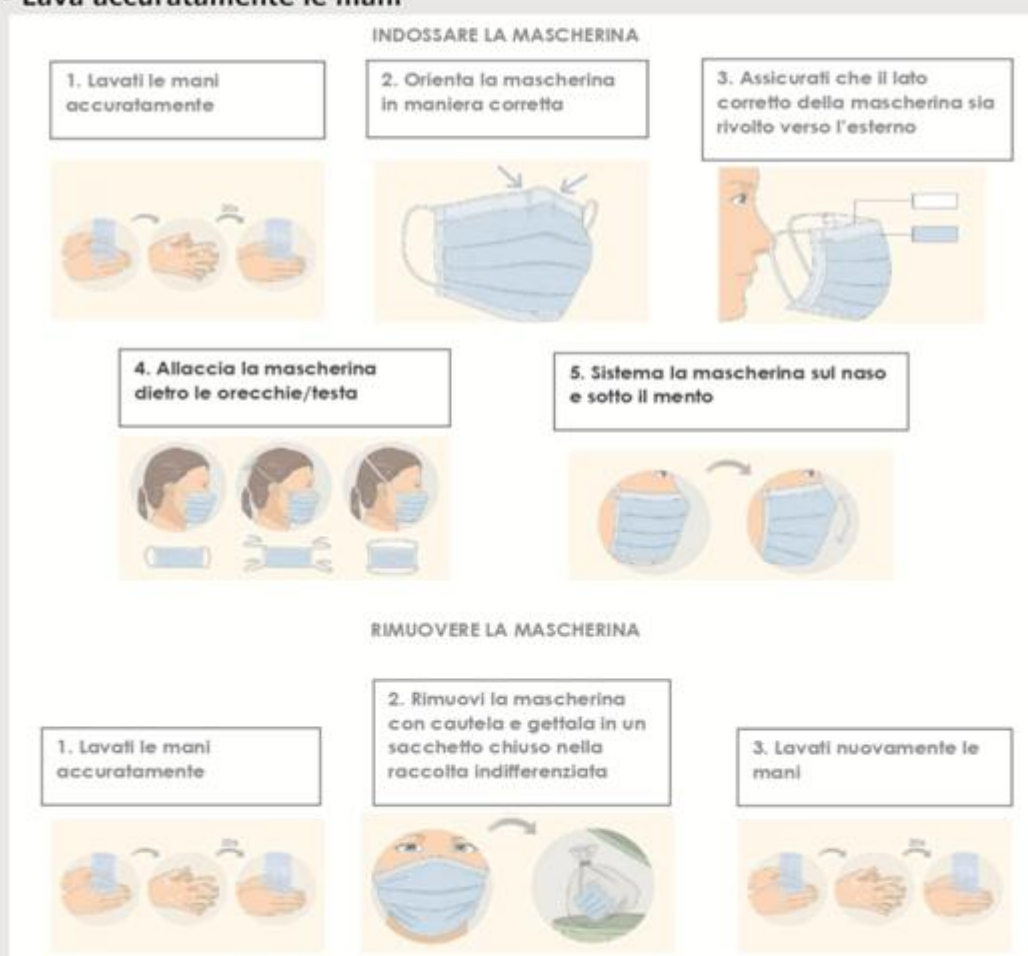 Lava accuratamente le mani
INDOSSARE LA MASCHERINA
1. Lavati le mani
accuratamente
2. Orienta la mascherina
in maniera corretta
3. Assicurati che il lato
corretto della mascherina sia
rivolto verso l'esterno
20s
4. Allaccia la mascherina
dietro le orecchie/testa
5. Sistema la mascherina sul naso
e sotto il mento
RIMUOVERE LA MASCHERINA
1. Lavati le mani
accuratamente
2. Rimuovi la mascherina
con cautela e gettala in un
sacchetto chiuso nella
raccolta indifferenziata
3. Lavati nuovamente le
mani
20s
20s